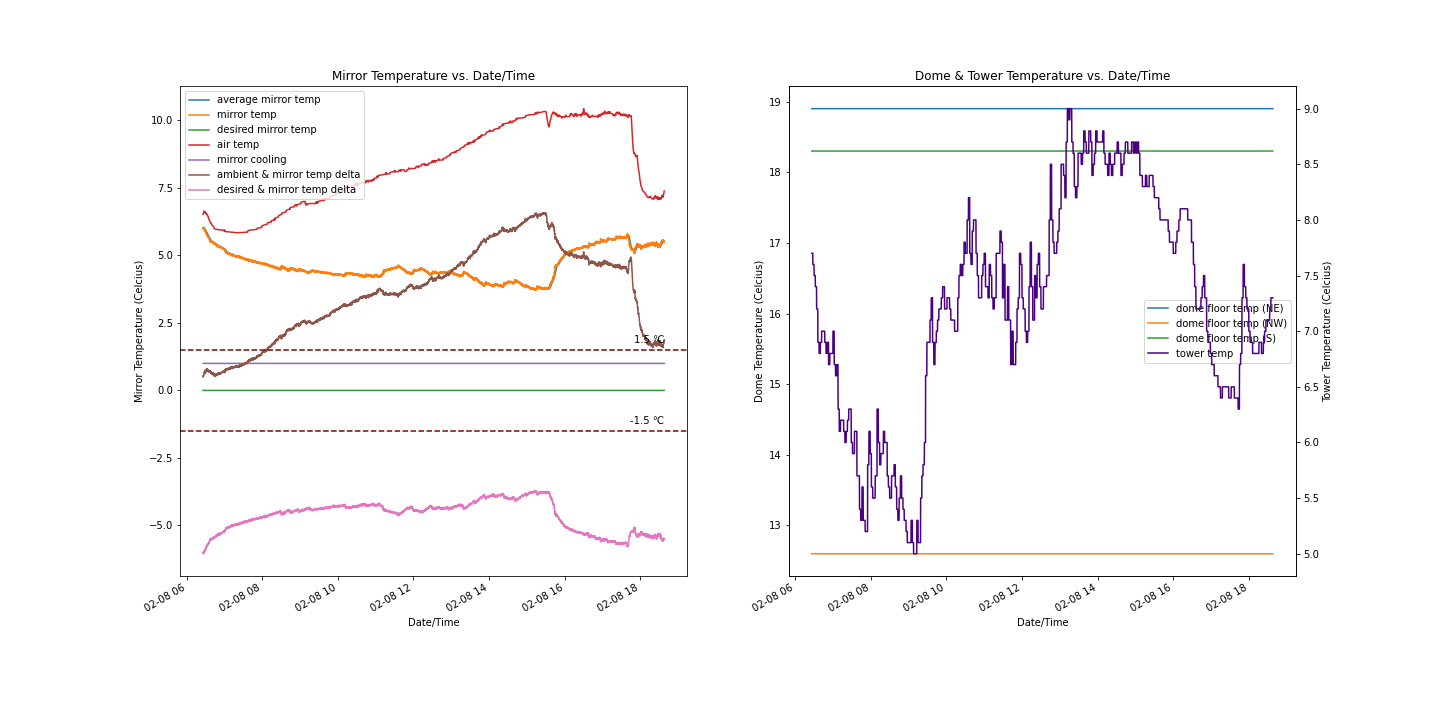 Mirror Temperature vs. Date/Time
average mirror temp
mirror temp
desired mirror temp
air temp
mirror cooling
ambient & mirror temp delta
desired & mirror temp delta
10.0
7.5
5.0
2.5
0.0
−2.5
−5.0
Mirror Temperature (Celcius)
1.5 °C
-1.5 °C
02-08 06
02-08 08
02-08 10
02-08 12
02-08 14
02-08 16
02-08 18
Date/Time
Dome & Tower Temperature vs. Date/Time
19
18
17
16
15
14
13
Dome Temperature (Celcius)
dome floor temp (NE)
dome floor temp (NW)
dome floor temp (S)
tower temp
9.0
8.5
8.0
7.5
7.0
6.5
6.0
5.5
5.0
Tower Temperature (Celcius)
02-08 06
02-08 08
02-08 10
02-08 12
02-08 14
02-08 16
02-08 18
Date/Time